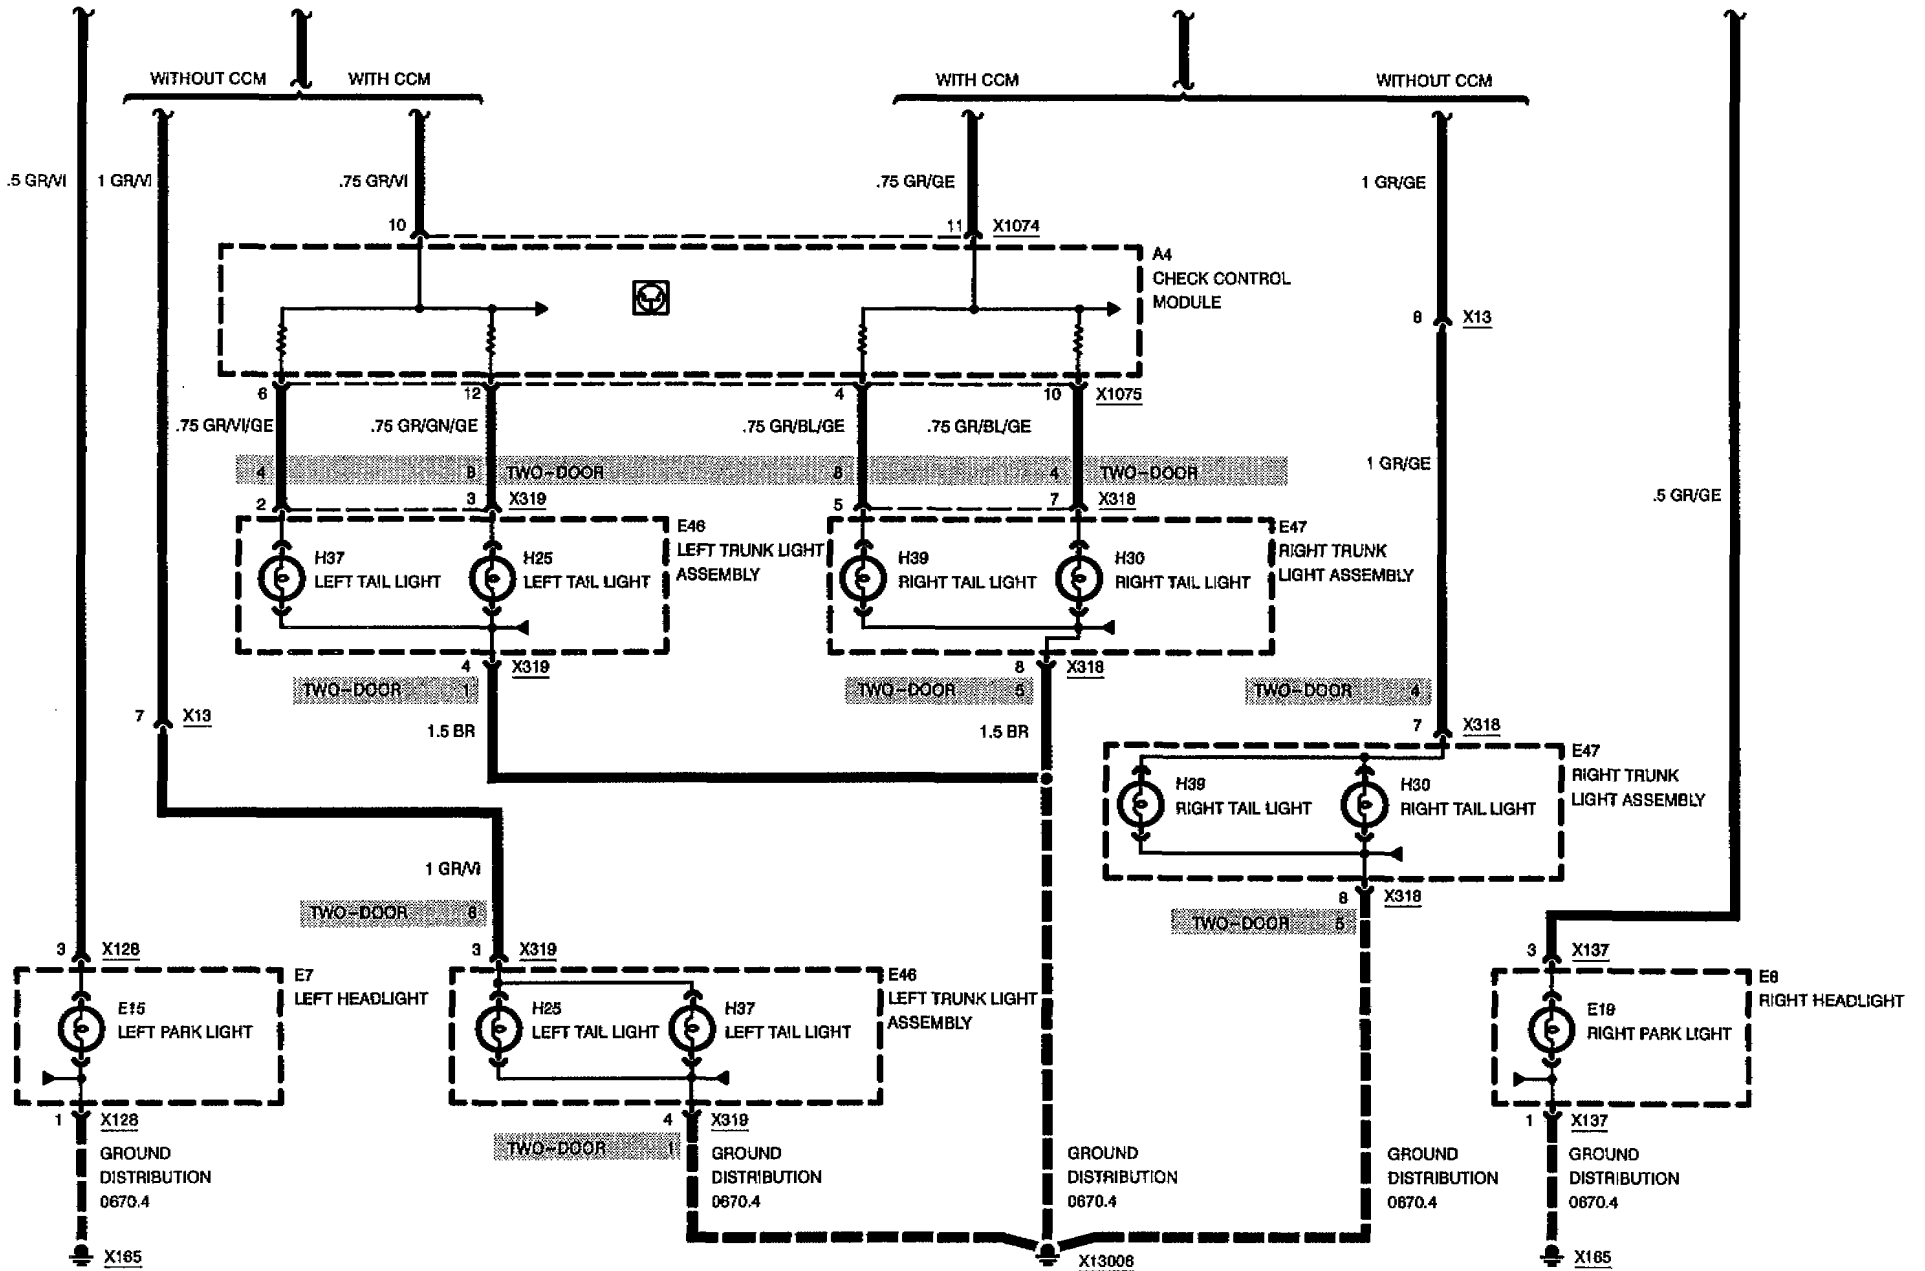 WITHOUT CCM
WITH CCM
WITH CCM
WITHOUT CCM
.5 GR/VI
1 GR/VI
.75 GR/VI
.75 GR/GE
1 GR/GE
10
11
X1074
A4
CHECK CONTROL
MODULE
8
X13
6
12
4
10
X1075
.75 GR/VI/GE
.75 GR/GN/GE
.75 GR/BL/GE
.75 GR/BL/GE
1 GR/GE
.5 GR/GE
4
8
TWO-DOOR
8
4
TWO-DOOR
2
3
X319
5
7
X318
E46
LEFT TRUNK LIGHT
ASSEMBLY
H37
LEFT TAIL LIGHT
H25
LEFT TAIL LIGHT
E47
RIGHT TRUNK
LIGHT ASSEMBLY
H39
RIGHT TAIL LIGHT
H30
RIGHT TAIL LIGHT
4
X319
8
X318
TWO-DOOR
1
TWO-DOOR
5
TWO-DOOR
4
7
X13
1.5 BR
1.5 BR
7
X318
E47
RIGHT TRUNK
LIGHT ASSEMBLY
H39
RIGHT TAIL LIGHT
H30
RIGHT TAIL LIGHT
1 GR/VI
8
X318
TWO-DOOR
6
TWO-DOOR
5
3
X128
3
X319
3
X137
E7
LEFT HEADLIGHT
E15
LEFT PARK LIGHT
E46
LEFT TRUNK LIGHT
ASSEMBLY
H25
LEFT TAIL LIGHT
H37
LEFT TAIL LIGHT
E8
RIGHT HEADLIGHT
E19
RIGHT PARK LIGHT
1
X128
4
X319
1
X137
TWO-DOOR
1
GROUND
DISTRIBUTION
0670.4
GROUND
DISTRIBUTION
0670.4
GROUND
DISTRIBUTION
0670.4
GROUND
DISTRIBUTION
0670.4
GROUND
DISTRIBUTION
0670.4
X165
X13006
X165